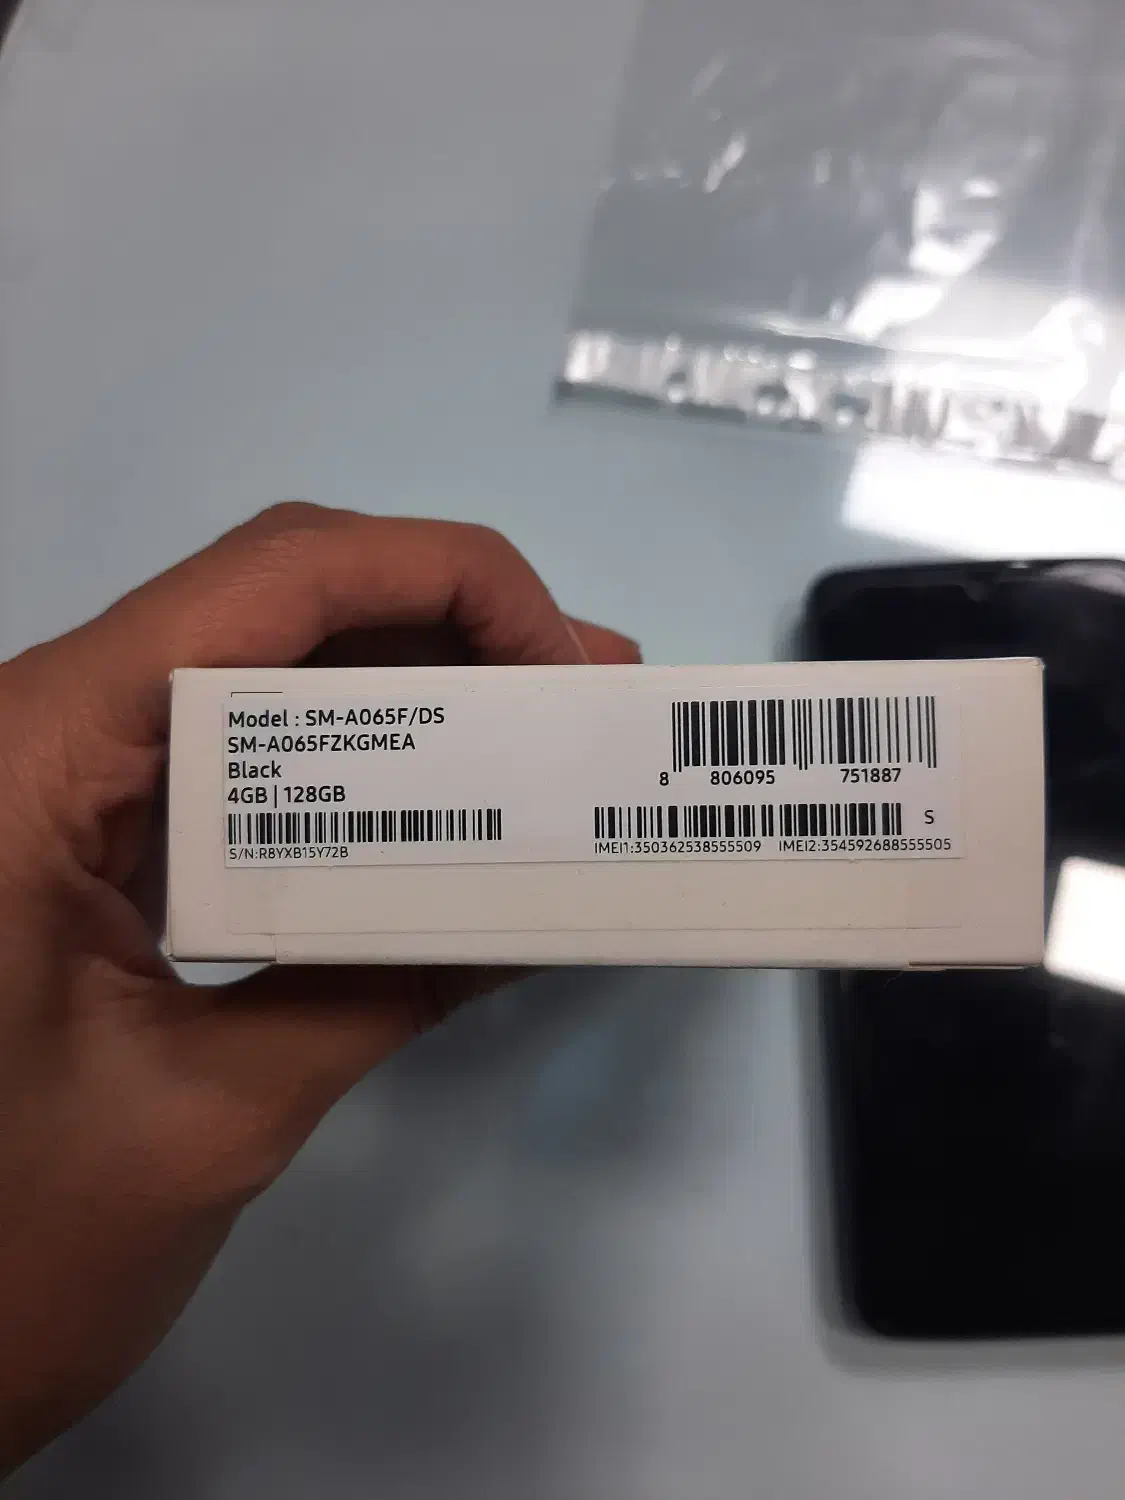 Model : SM-A065F/DS
SM-A065FZKGMEA
Black
4GB | 128GB
S/N:R8YXB15Y72B
8 806095 751887
S
IMEI1:350362538555509 IMEI2:354592688555505